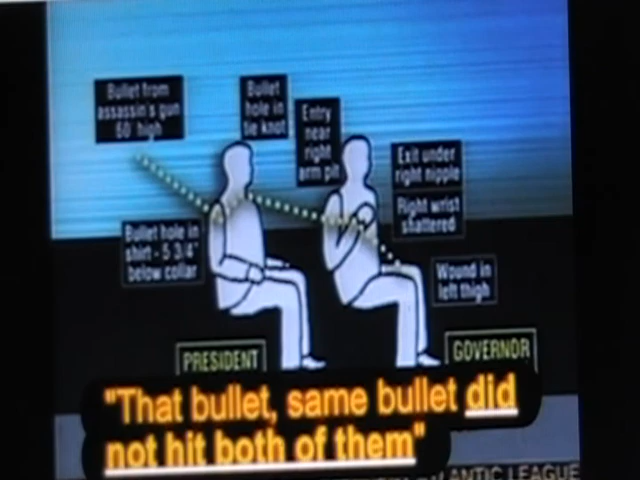 Bullet from
assassin's gun
60' high
Bullet
hole in
tie knot
Entry
near
right
arm pit
Exit under
right nipple
Right wrist
shattered
Bullet hole in
shirt - 5 3/4"
below collar
Wound in
left thigh
PRESIDENT
GOVERNOR
"That bullet, same bullet did
not hit both of them"
ATLANTIC LEAGUE